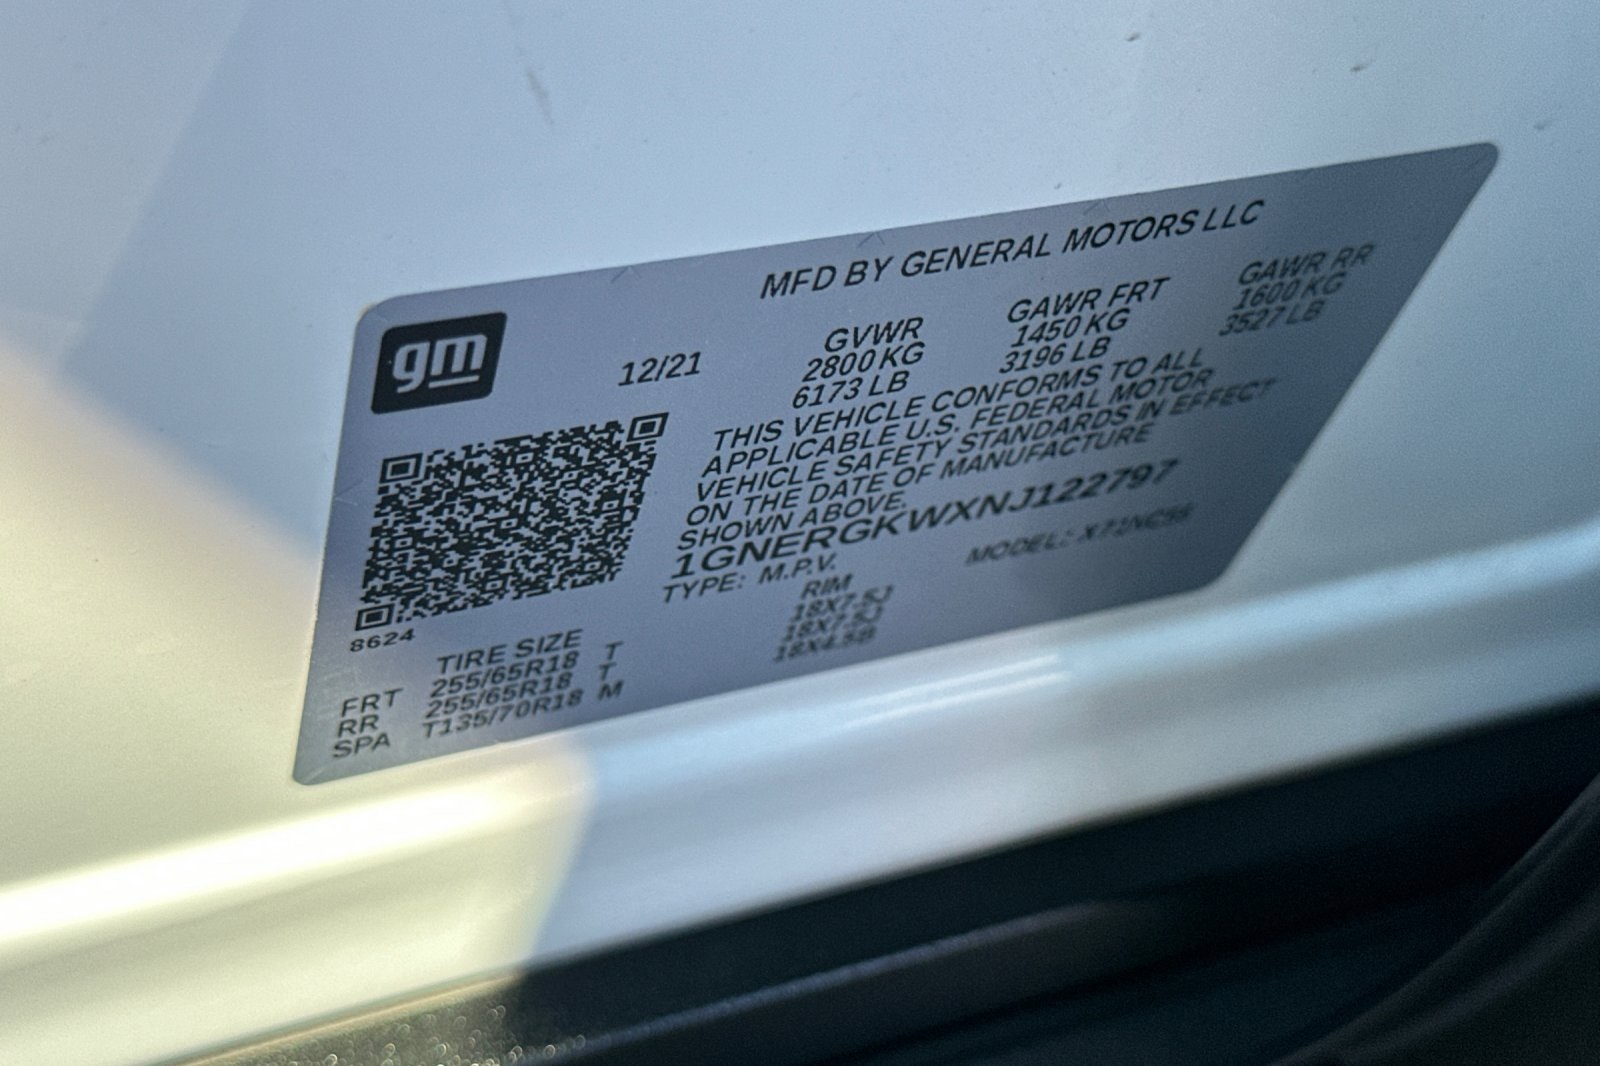 MFD BY GENERAL MOTORS LLC
gm
12/21
GVWR GAWR FRT GAWR RR
2800 KG 1450 KG 1600 KG
6173 LB 3196 LB 3527 LB
THIS VEHICLE CONFORMS TO ALL
APPLICABLE U.S. FEDERAL MOTOR
VEHICLE SAFETY STANDARDS IN EFFECT
ON THE DATE OF MANUFACTURE
SHOWN ABOVE.
1GNERGKWXNJ122797
TYPE: M.P.V. MODEL:
8624
TIRE SIZE RIM
FRT 255/65R18 T 18X7.5J
RR 255/65R18 T 18X7.5J
SPA T135/70R18 M 18X4.5B